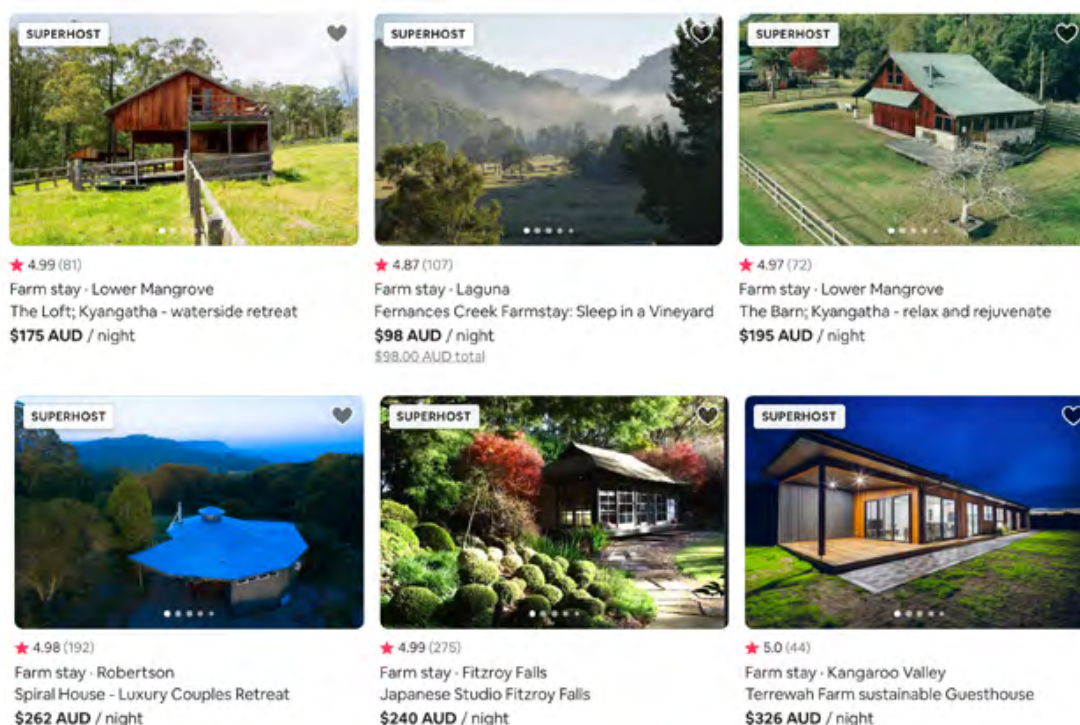 SUPERHOST
★ 4.99 (81)
Farm stay · Lower Mangrove
The Loft; Kyangatha - waterside retreat
$175 AUD / night
SUPERHOST
★ 4.87 (107)
Farm stay · Laguna
Fernances Creek Farmstay: Sleep in a Vineyard
$98 AUD / night
$98.00 AUD total
SUPERHOST
★ 4.97 (72)
Farm stay · Lower Mangrove
The Barn; Kyangatha - relax and rejuvenate
$195 AUD / night
SUPERHOST
★ 4.98 (192)
Farm stay · Robertson
Spiral House - Luxury Couples Retreat
$262 AUD / night
SUPERHOST
★ 4.99 (275)
Farm stay · Fitzroy Falls
Japanese Studio Fitzroy Falls
$240 AUD / night
SUPERHOST
★ 5.0 (44)
Farm stay · Kangaroo Valley
Terrewah Farm sustainable Guesthouse
$326 AUD / night